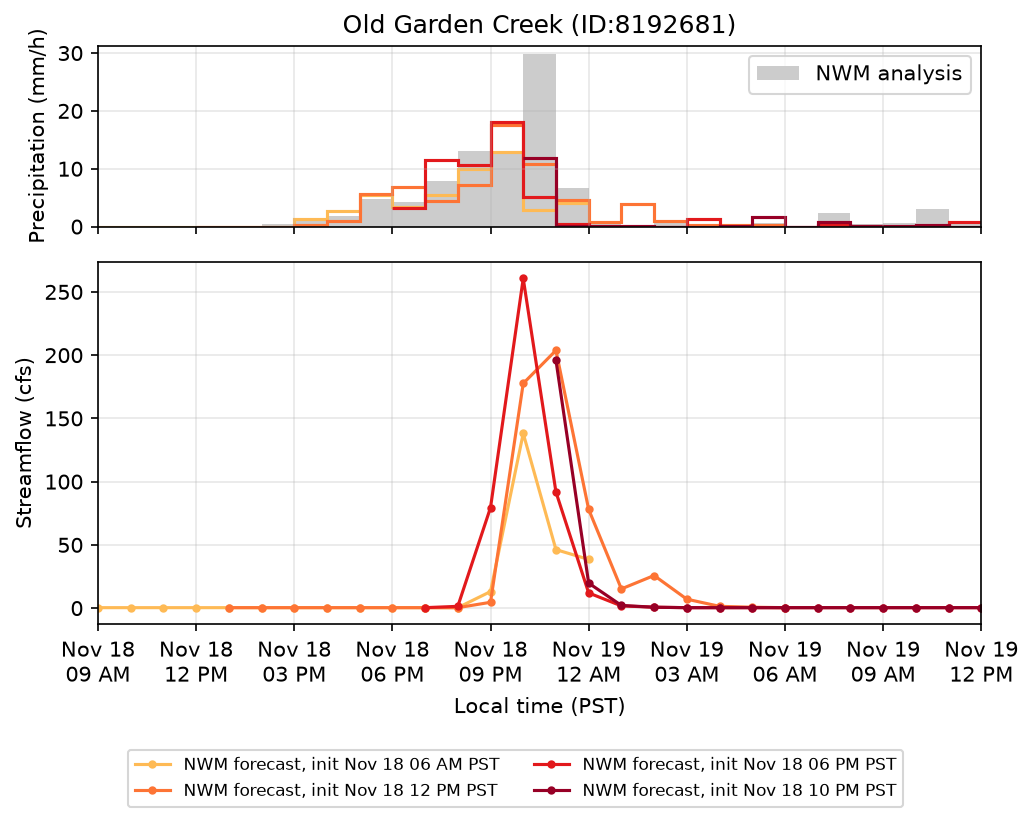 Old Garden Creek (ID:8192681)
Precipitation (mm/h)
30
20
10
0
NWM analysis
Streamflow (cfs)
250
200
150
100
50
0
Nov 18 Nov 18 Nov 18 Nov 18 Nov 18 Nov 19 Nov 19 Nov 19 Nov 19 Nov 19
09 AM 12 PM 03 PM 06 PM 09 PM 12 AM 03 AM 06 AM 09 AM 12 PM
Local time (PST)
NWM forecast, init Nov 18 06 AM PST
NWM forecast, init Nov 18 12 PM PST
NWM forecast, init Nov 18 06 PM PST
NWM forecast, init Nov 18 10 PM PST